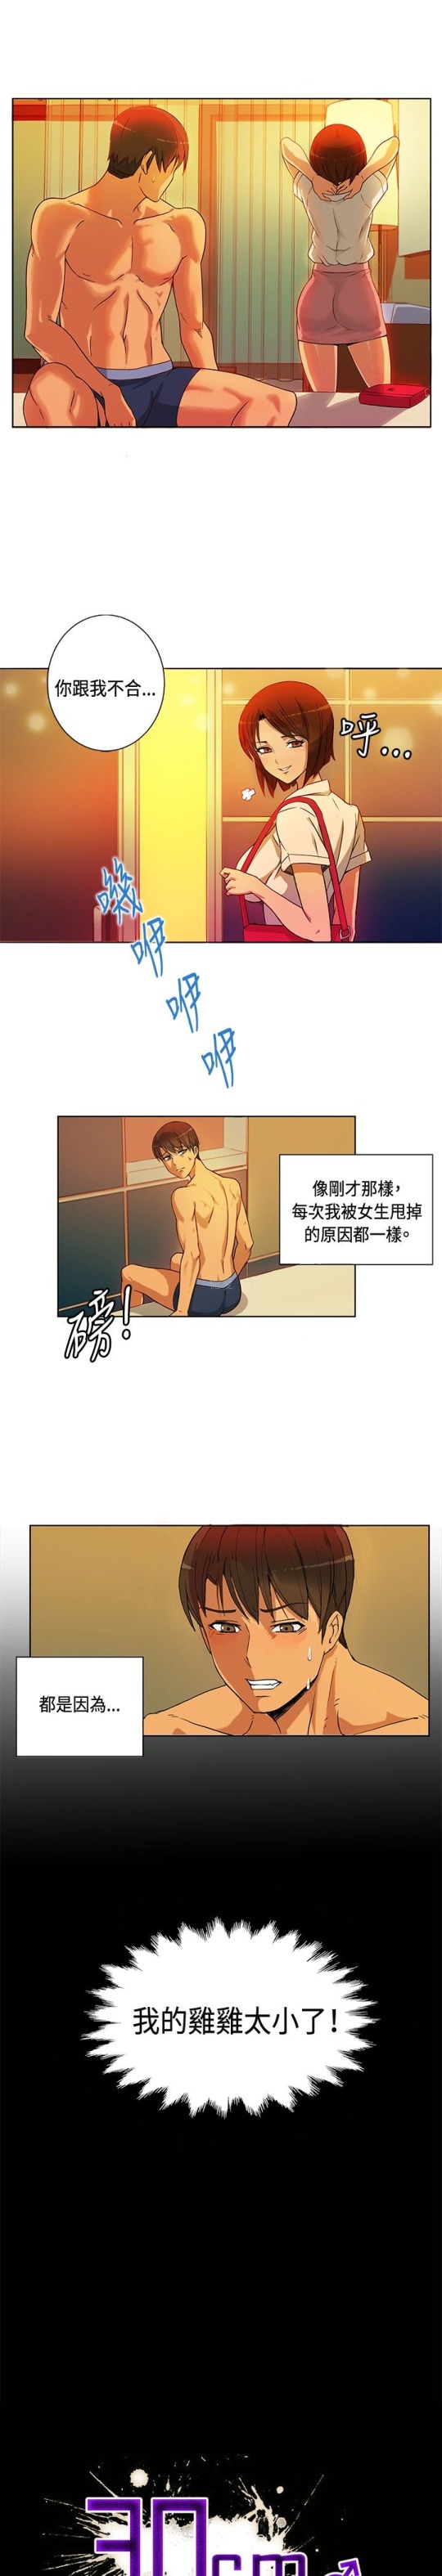 你跟我不合...
呼...
嘰
咿
咿
咿
像剛才那樣，
每次我被女生甩掉
的原因都一樣。
磅!
都是因為...
我的雞雞太小了!
30cm